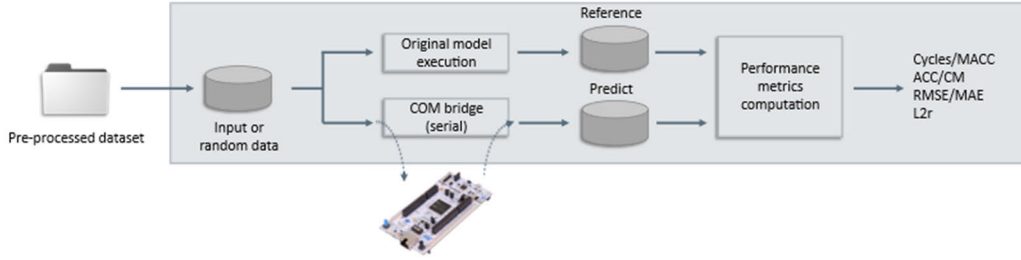 Pre-processed dataset
Input or
random data
Original model
execution
COM bridge
(serial)
Reference
Predict
Performance
metrics
computation
Cycles/MACC
ACC/CM
RMSE/MAE
L2r